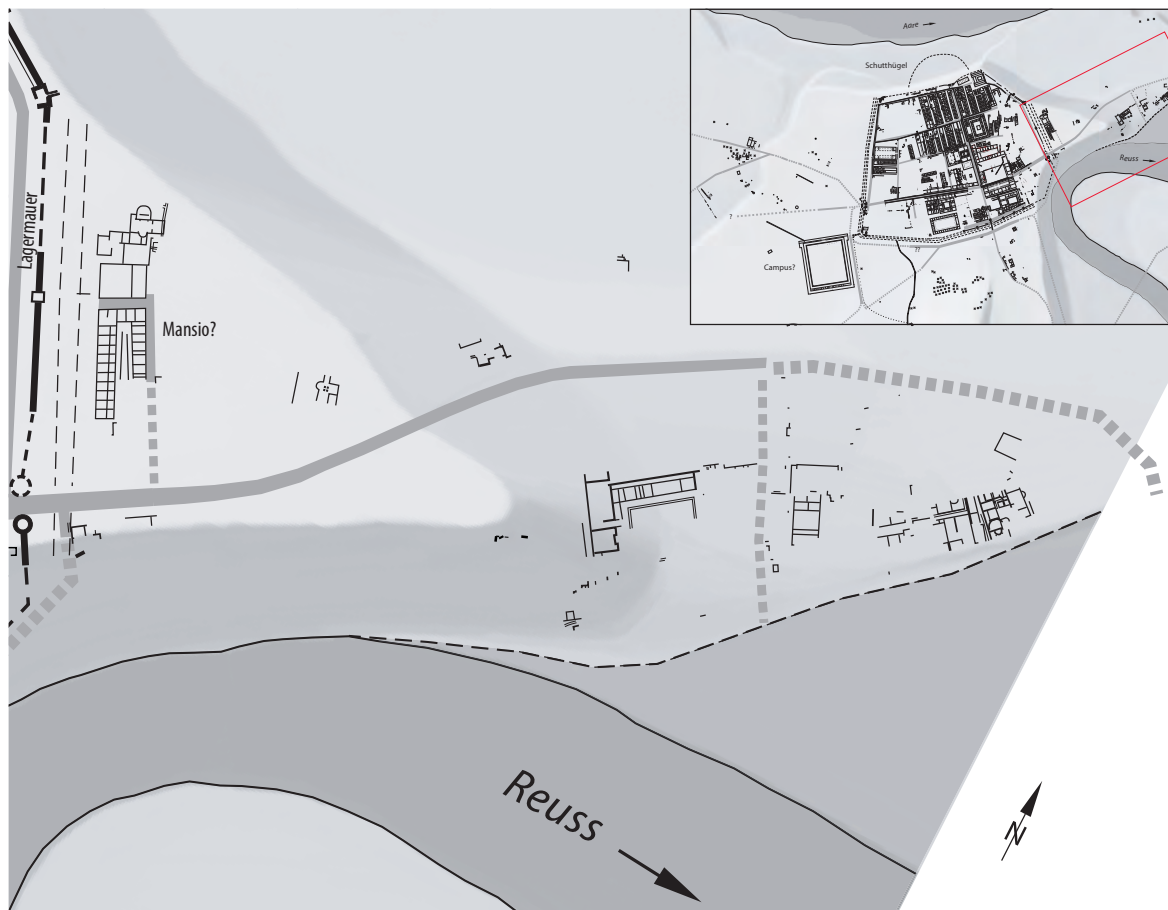 Aare
Schutthügel
Reuss
?
??
Campus?
Lagermauer
Mansio?
Reuss
N